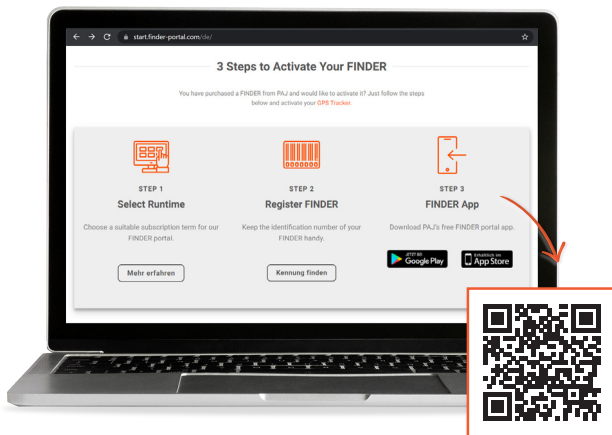 start.finder-portal.com/de/
3 Steps to Activate Your FINDER
You have purchased a FINDER from PAJ and would like to activate it? Just follow the steps
below and activate your GPS Tracker.
STEP 1
Select Runtime
Choose a suitable subscription term for our
FINDER portal.
Mehr erfahren
STEP 2
Register FINDER
Keep the identification number of your
FINDER handy.
Kennung finden
STEP 3
FINDER App
Download PAJ's free FINDER portal app.
JETZT BEI
Google Play
Erhältlich im
App Store